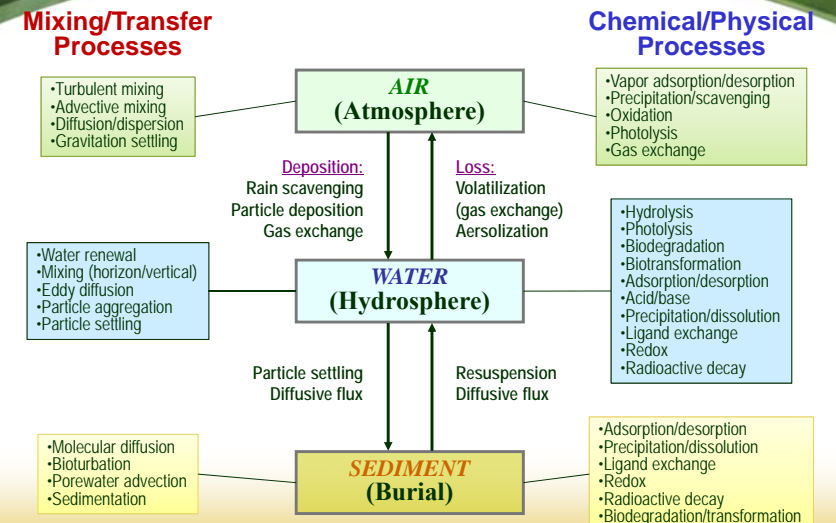 Mixing/Transfer
Processes
Chemical/Physical
Processes
•Turbulent mixing
•Advective mixing
•Diffusion/dispersion
•Gravitation settling
AIR
(Atmosphere)
•Vapor adsorption/desorption
•Precipitation/scavenging
•Oxidation
•Photolysis
•Gas exchange
Deposition:
Rain scavenging
Particle deposition
Gas exchange
Loss:
Volatilization
(gas exchange)
Aersolization
•Water renewal
•Mixing (horizon/vertical)
•Eddy diffusion
•Particle aggregation
•Particle settling
WATER
(Hydrosphere)
•Hydrolysis
•Photolysis
•Biodegradation
•Biotransformation
•Adsorption/desorption
•Acid/base
•Precipitation/dissolution
•Ligand exchange
•Redox
•Radioactive decay
Particle settling
Diffusive flux
Resuspension
Diffusive flux
•Molecular diffusion
•Bioturbation
•Porewater advection
•Sedimentation
SEDIMENT
(Burial)
•Adsorption/desorption
•Precipitation/dissolution
•Ligand exchange
•Redox
•Radioactive decay
•Biodegradation/transformation